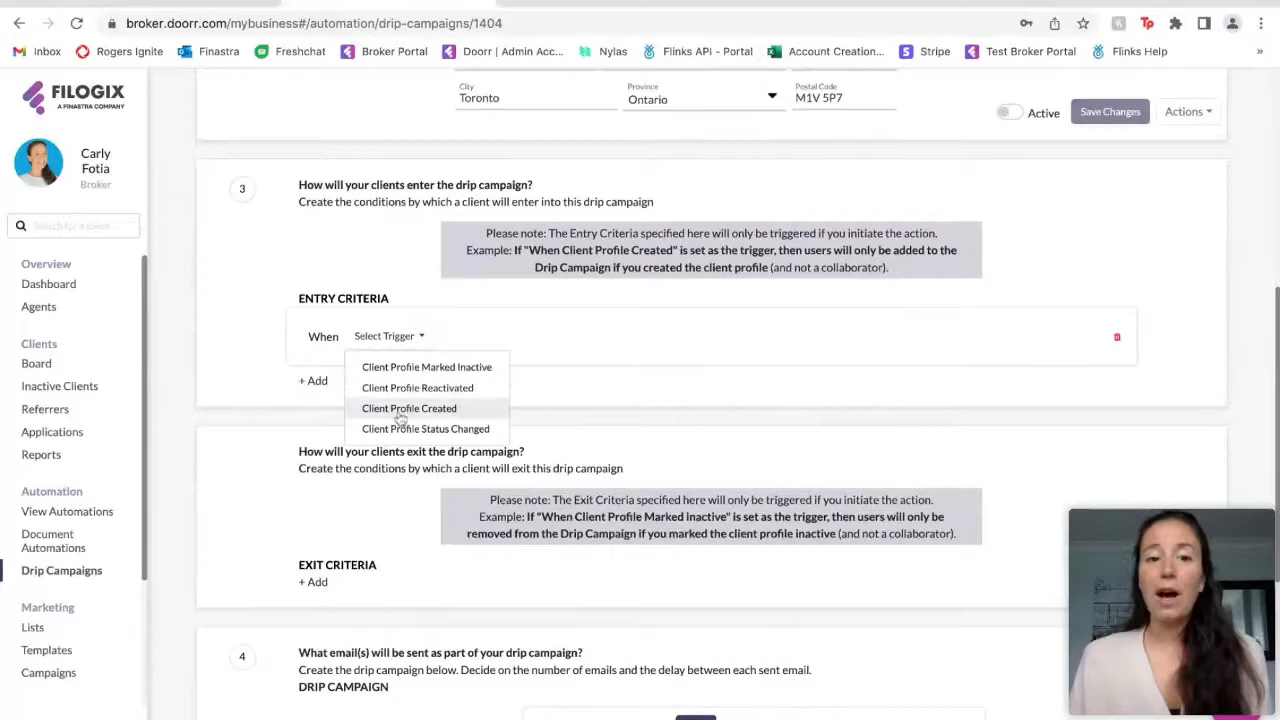 broker.doorr.com/mybusiness#/automation/drip-campaigns/1404
Inbox
Rogers Ignite
Finastra
Freshchat
Broker Portal
Doorr | Admin Acc...
Nylas
Flinks API - Portal
Account Creation...
Stripe
Test Broker Portal
Flinks Help
»
FILOGIX
A FINASTRA COMPANY
Carly
Fotia
Broker
Search for a client...
Overview
Dashboard
Agents
Clients
Board
Inactive Clients
Referrers
Applications
Reports
Automation
View Automations
Document
Automations
Drip Campaigns
Marketing
Lists
Templates
Campaigns
City
Toronto
Province
Ontario
Postal Code
M1V 5P7
Active
Save Changes
Actions
3
How will your clients enter the drip campaign?
Create the conditions by which a client will enter into this drip campaign
Please note: The Entry Criteria specified here will only be triggered if you initiate the action.
Example: If "When Client Profile Created" is set as the trigger, then users will only be added to the
Drip Campaign if you created the client profile (and not a collaborator).
ENTRY CRITERIA
When Select Trigger
Client Profile Marked Inactive
Client Profile Reactivated
Client Profile Created
Client Profile Status Changed
+ Add
How will your clients exit the drip campaign?
Create the conditions by which a client will exit this drip campaign
Please note: The Exit Criteria specified here will only be triggered if you initiate the action.
Example: If "When Client Profile Marked inactive" is set as the trigger, then users will only be
removed from the Drip Campaign if you marked the client profile inactive (and not a collaborator).
EXIT CRITERIA
+ Add
4
What email(s) will be sent as part of your drip campaign?
Create the drip campaign below. Decide on the number of emails and the delay between each sent email.
DRIP CAMPAIGN